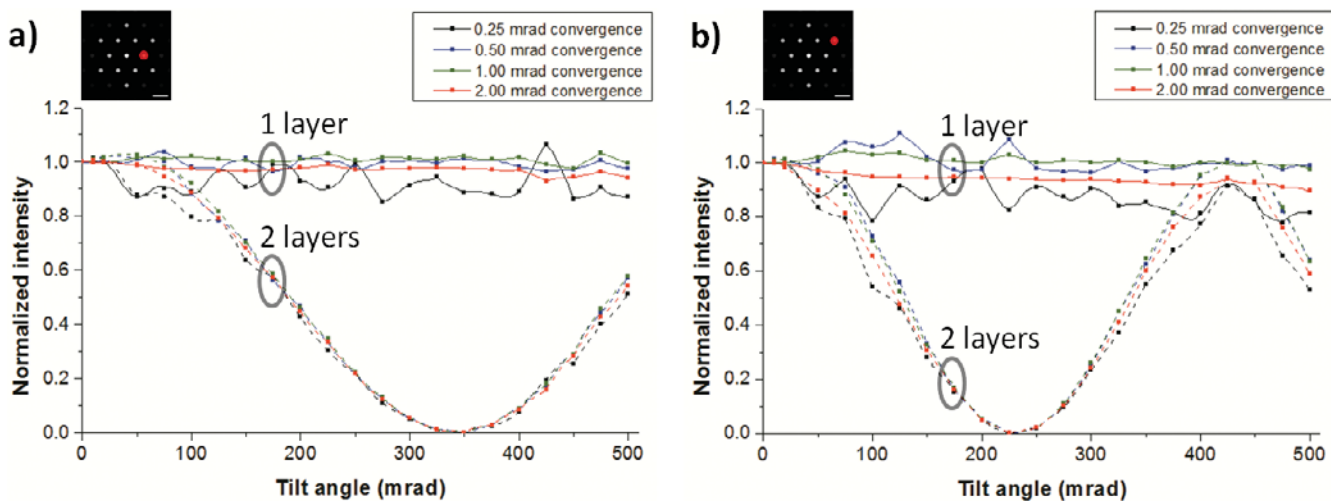 a)
0.25 mrad convergence
0.50 mrad convergence
1.00 mrad convergence
2.00 mrad convergence
1.2
1.0
0.8
0.6
0.4
0.2
0.0
Normalized intensity
1 layer
2 layers
0 100 200 300 400 500
Tilt angle (mrad)
b)
0.25 mrad convergence
0.50 mrad convergence
1.00 mrad convergence
2.00 mrad convergence
1.2
1.0
0.8
0.6
0.4
0.2
0.0
Normalized intensity
1 layer
2 layers
0 100 200 300 400 500
Tilt angle (mrad)